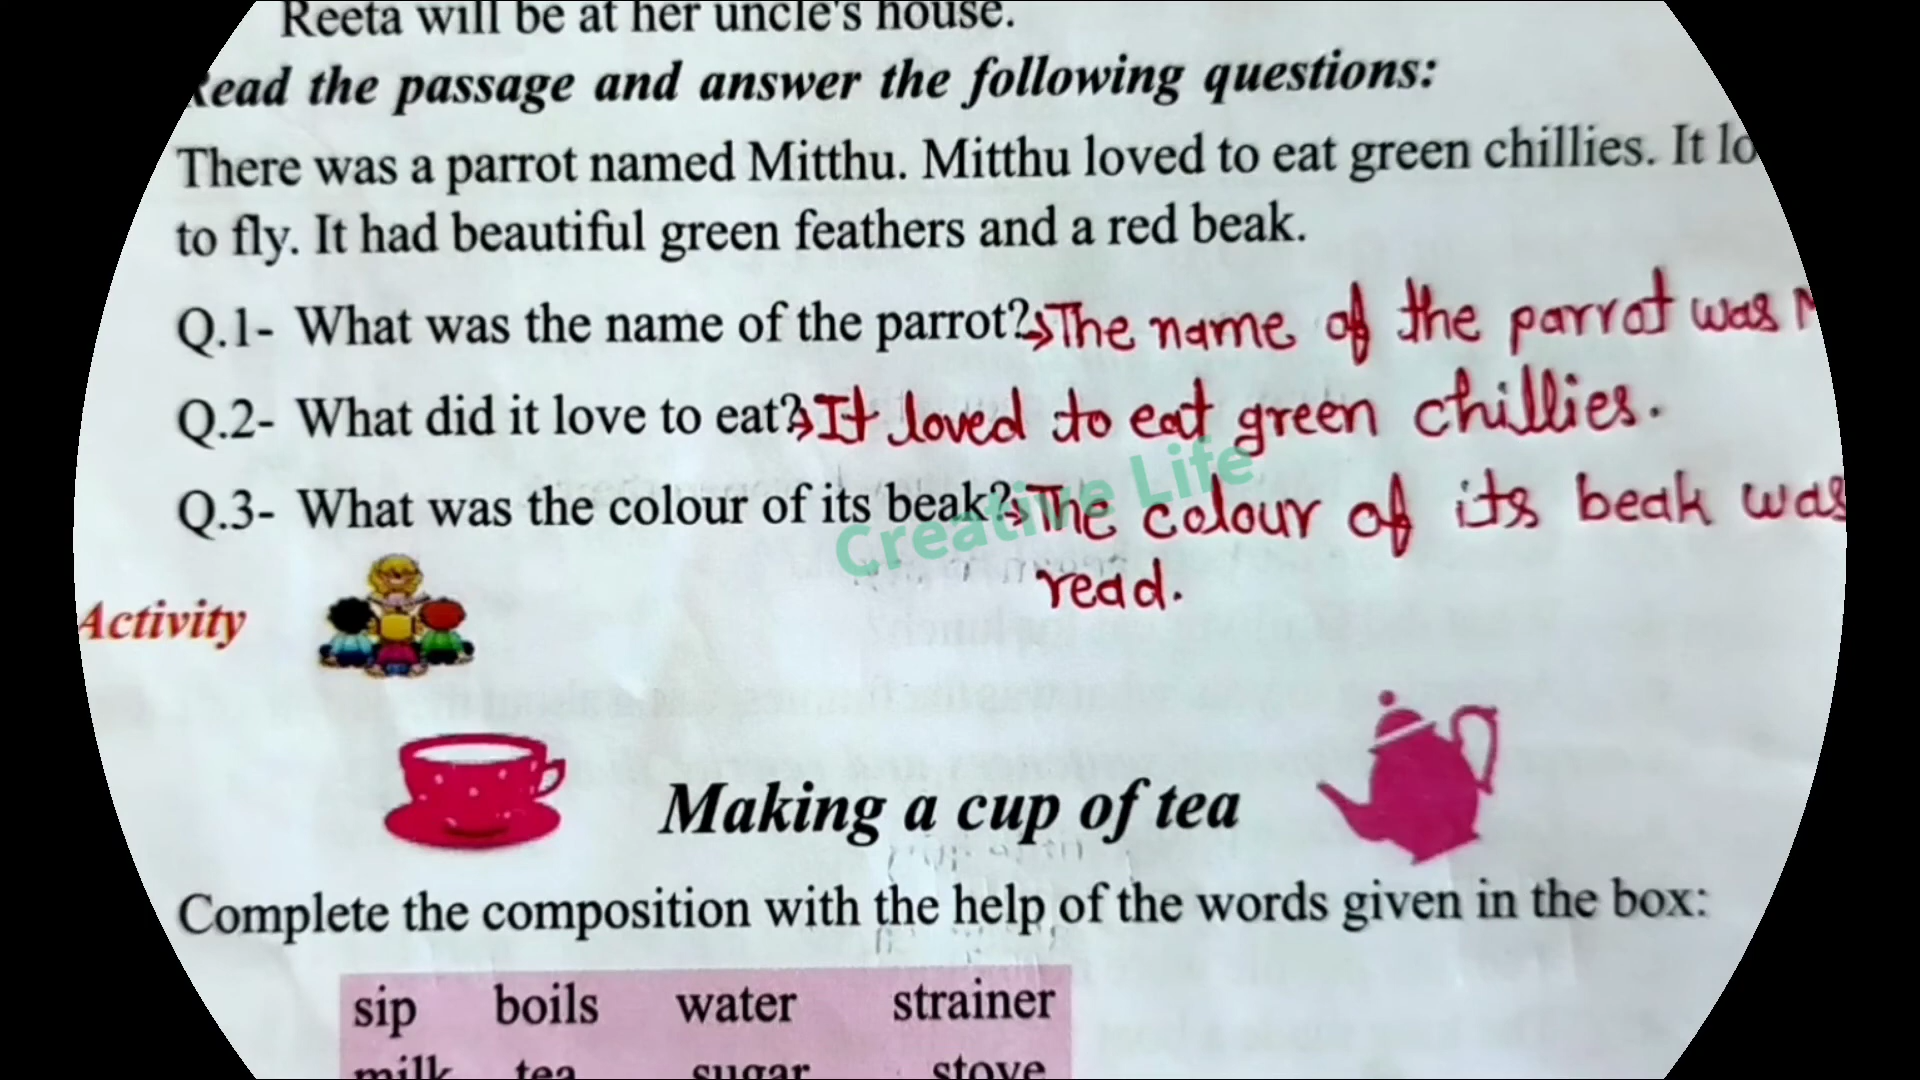 Reeta will be at her uncle's house.
Read the passage and answer the following questions:
There was a parrot named Mitthu. Mitthu loved to eat green chillies. It lo
to fly. It had beautiful green feathers and a red beak.
Q.1- What was the name of the parrot? The name of the parrot was M
Q.2- What did it love to eat? It loved to eat green chillies.
Q.3- What was the colour of its beak? The colour of its beak was
read.
Creative Life
Activity
Making a cup of tea
Complete the composition with the help of the words given in the box:
sip boils water strainer
milk tea sugar stove